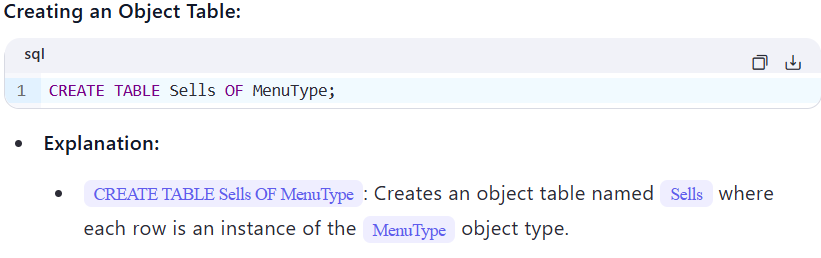 Creating an Object Table:
sql
1 CREATE TABLE Sells OF MenuType;
• Explanation:
• CREATE TABLE Sells OF MenuType: Creates an object table named Sells where
each row is an instance of the MenuType object type.